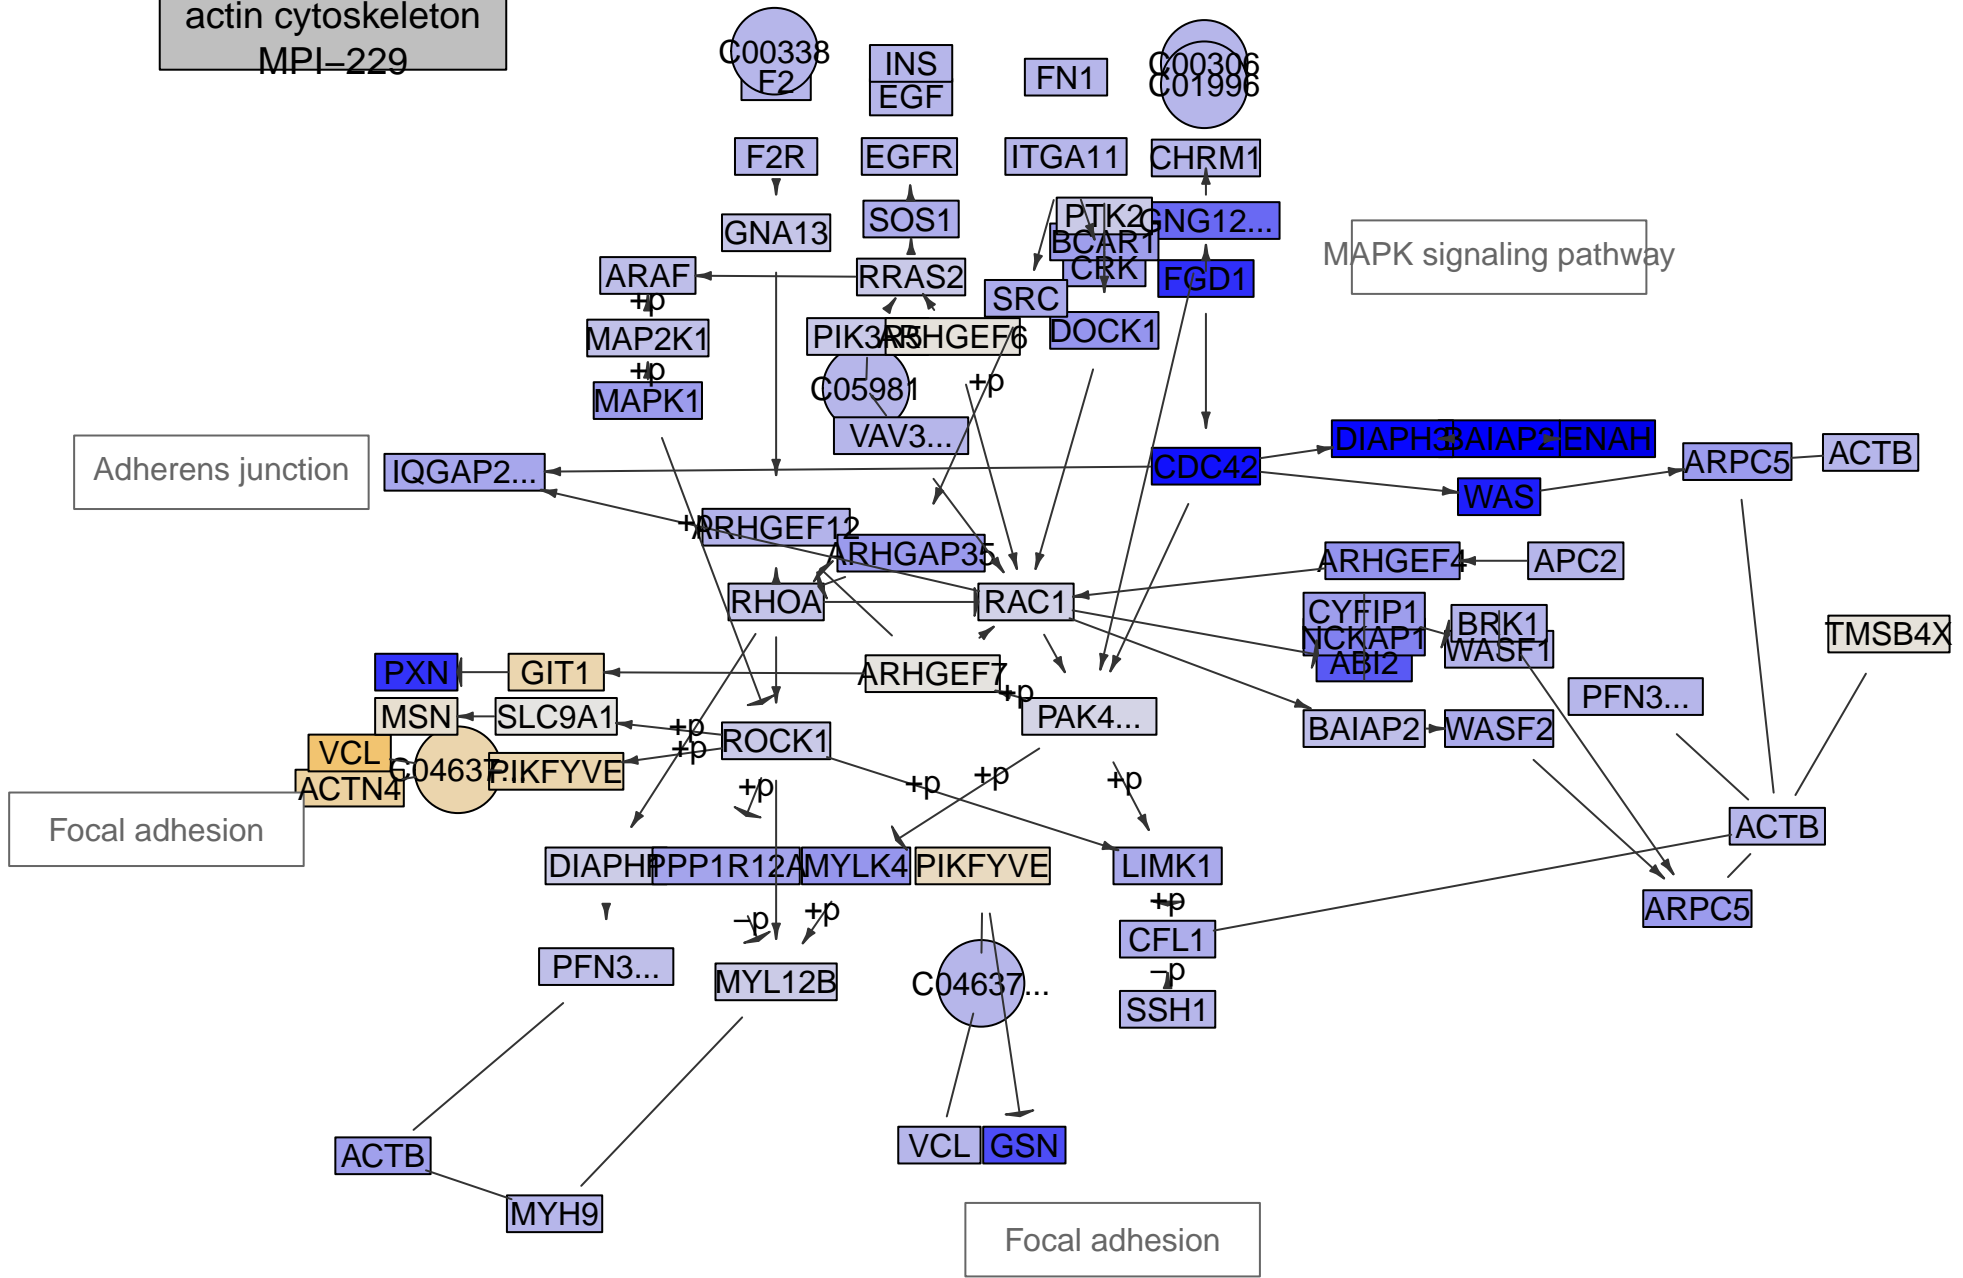 actin cytoskeleton
MPI−229
C00338
F2
INS
EGF
FN1
C00306
C01996
F2R
EGFR
ITGA11
CHRM1
GNA13
SOS1
PTK2
GNG12...
BCAR1
MAPK signaling pathway
ARAF
RRAS2
CRK
FGD1
+p
SRC
MAP2K1
ARHGEF6
DOCK1
+p
C05981
+p
MAPK1
VAV3...
DIAPH3
BAIAP2
ENAH
Adherens junction
IQGAP2...
CDC42
ARPC5
ACTB
WAS
+p
ARHGEF12
ARHGAP35
ARHGEF4
APC2
RHOA
RAC1
CYFIP1
NCKAP1
ABI2
BRK1
WASF1
TMSB4X
PXN
GIT1
ARHGEF7
+p
PFN3...
MSN
SLC9A1
+p
PAK4...
ROCK1
BAIAP2
WASF2
VCL
+p
ACTN4
C04637...
PIKFYVE
+p
+p
+p
+p
Focal adhesion
ACTB
DIAPH
PPP1R12A
MYLK4
PIKFYVE
LIMK1
−p
+p
+p
ARPC5
CFL1
PFN3...
MYL12B
C04637...
−p
SSH1
ACTB
VCL
GSN
MYH9
Focal adhesion